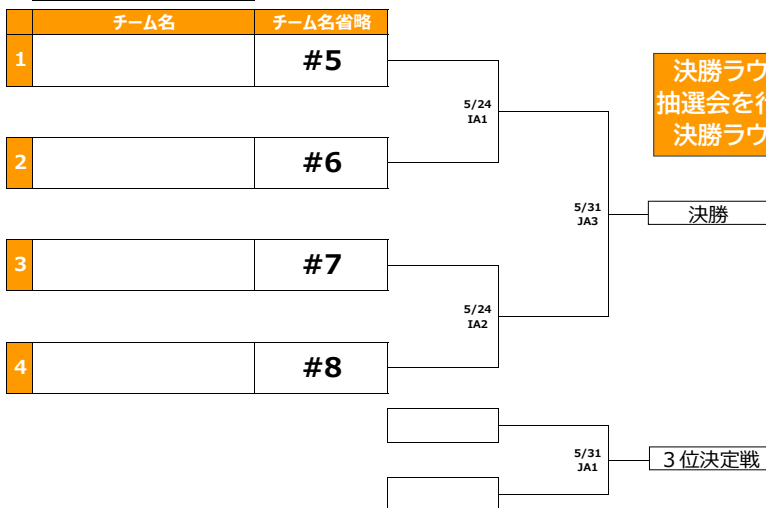 チーム名 チーム名省略
1 #5
5/24
IA1
2 #6
3 #7
5/24
IA2
4 #8
5/31
JA3
決勝
決勝ラウ
抽選会を
決勝ラウ
5/31
JA1
3位決定戦